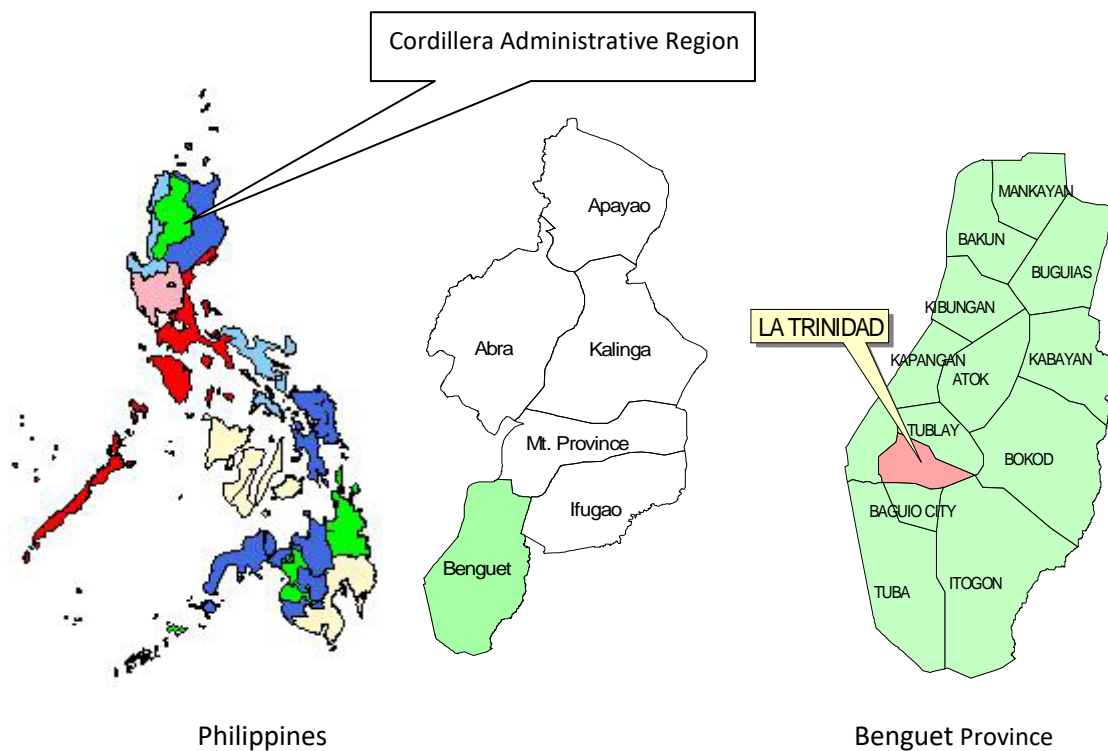 Cordillera Administrative Region
Apayao
Abra
Kalinga
Mt. Province
Ifugao
Benguet
MANKAYAN
BAKUN
BUGUIAS
KIBUNGAN
LA TRINIDAD
KAPANGAN
KABAYAN
ATOK
TUBLAY
BOKOD
BAGUIO CITY
TUBA
ITOGON
Philippines
Benguet Province